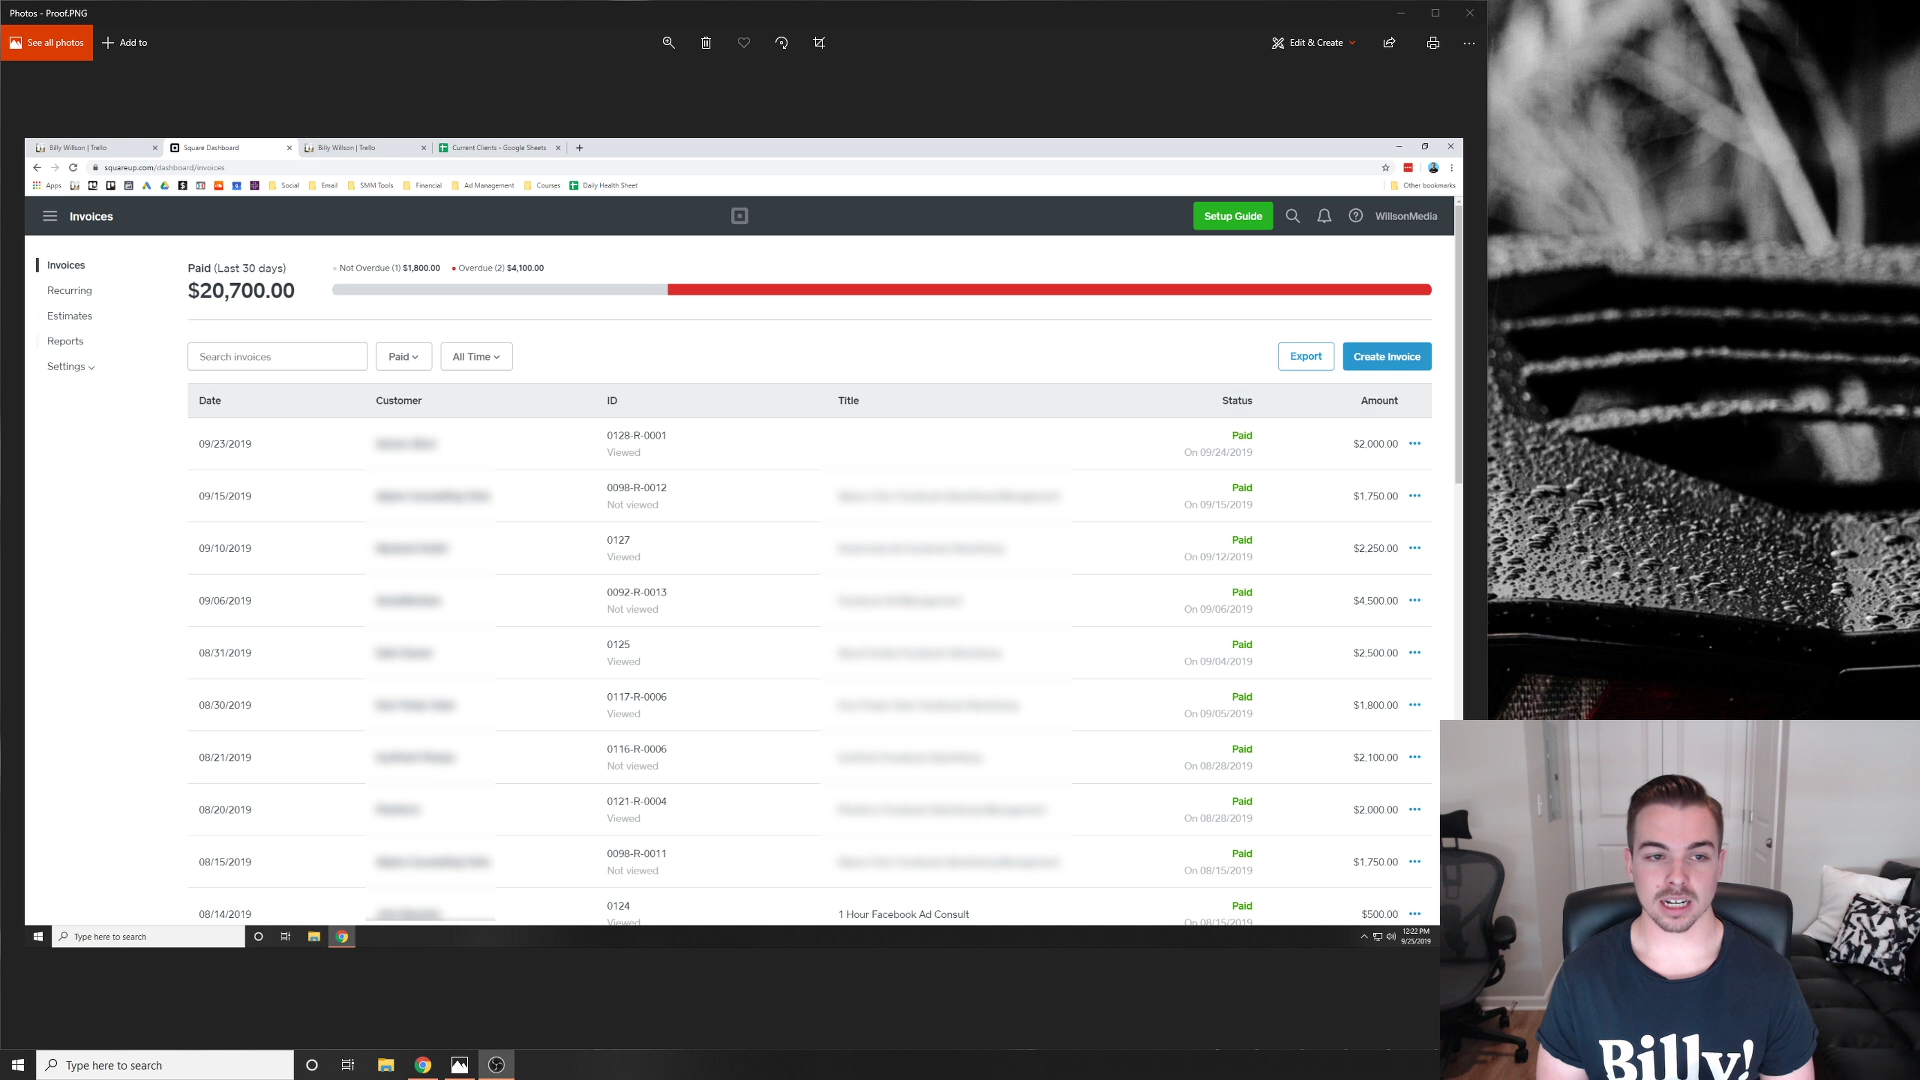 Photos - Proof.PNG
See all photos
Add to
Edit & Create
Billy Willson | Trello
Square Dashboard
Billy Willson | Trello
Current Clients - Google Sheets
squareup.com/dashboard/invoices
Apps
Social
Email
SMM Tools
Financial
Ad Management
Courses
Daily Health Sheet
Other bookmarks
Invoices
Setup Guide
WillsonMedia
Invoices
Recurring
Estimates
Reports
Settings
Paid (Last 30 days)
$20,700.00
Not Overdue (1) $1,800.00
Overdue (2) $4,100.00
Search invoices
Paid
All Time
Export
Create Invoice
Date Customer ID Title Status Amount
09/23/2019 0128-R-0001 Paid $2,000.00
Viewed On 09/24/2019
09/15/2019 0098-R-0012 Paid $1,750.00
Not viewed On 09/15/2019
09/10/2019 0127 Paid $2,250.00
Viewed On 09/12/2019
09/06/2019 0092-R-0013 Paid $4,500.00
Not viewed On 09/06/2019
08/31/2019 0125 Paid $2,500.00
Viewed On 09/04/2019
08/30/2019 0117-R-0006 Paid $1,800.00
Viewed On 09/05/2019
08/21/2019 0116-R-0006 Paid $2,100.00
Not viewed On 08/28/2019
08/20/2019 0121-R-0004 Paid $2,000.00
Viewed On 08/28/2019
08/15/2019 0098-R-0011 Paid $1,750.00
Not viewed On 08/15/2019
08/14/2019 0124 1 Hour Facebook Ad Consult Paid $500.00
Viewed On 08/15/2019
Type here to search
12:22 PM
9/25/2019
Type here to search
Billy!